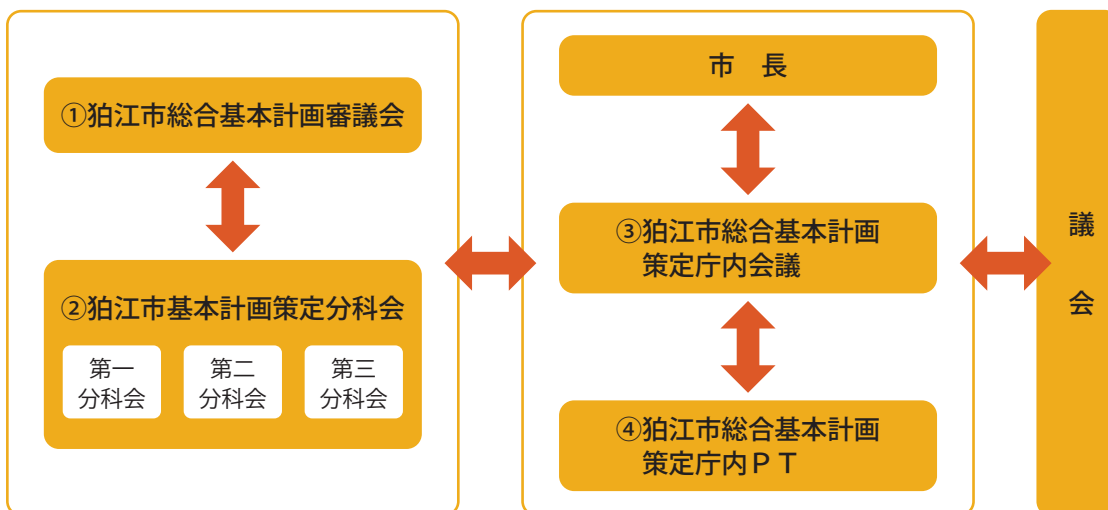 ①狛江市総合基本計画審議会
②狛江市基本計画策定分科会
第一
分科会
第二
分科会
第三
分科会
市　長
③狛江市総合基本計画
策定庁内会議
④狛江市総合基本計画
策定庁内ＰＴ
議会